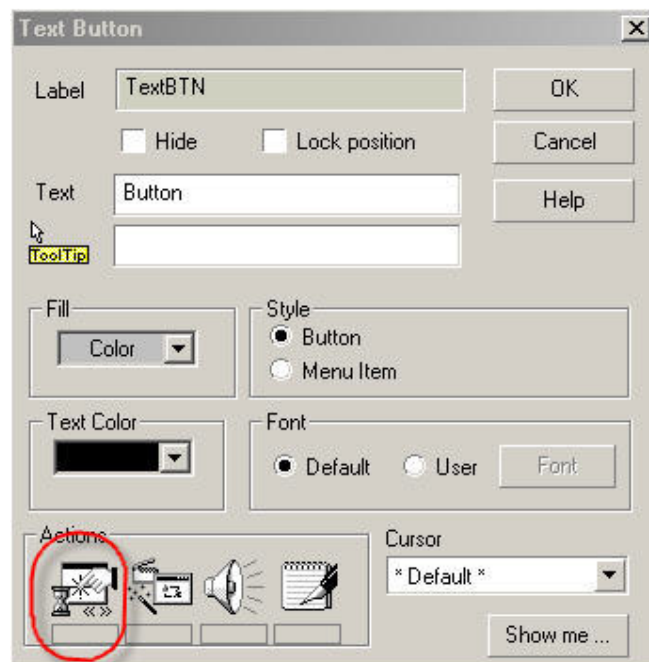 Text Button
Label TextBTN OK
Hide Lock position Cancel
Text Button Help
ToolTip
Fill Style
Color Button
Menu Item
Text Color Font
Default User Font
Actions Cursor
* Default *
Show me ...